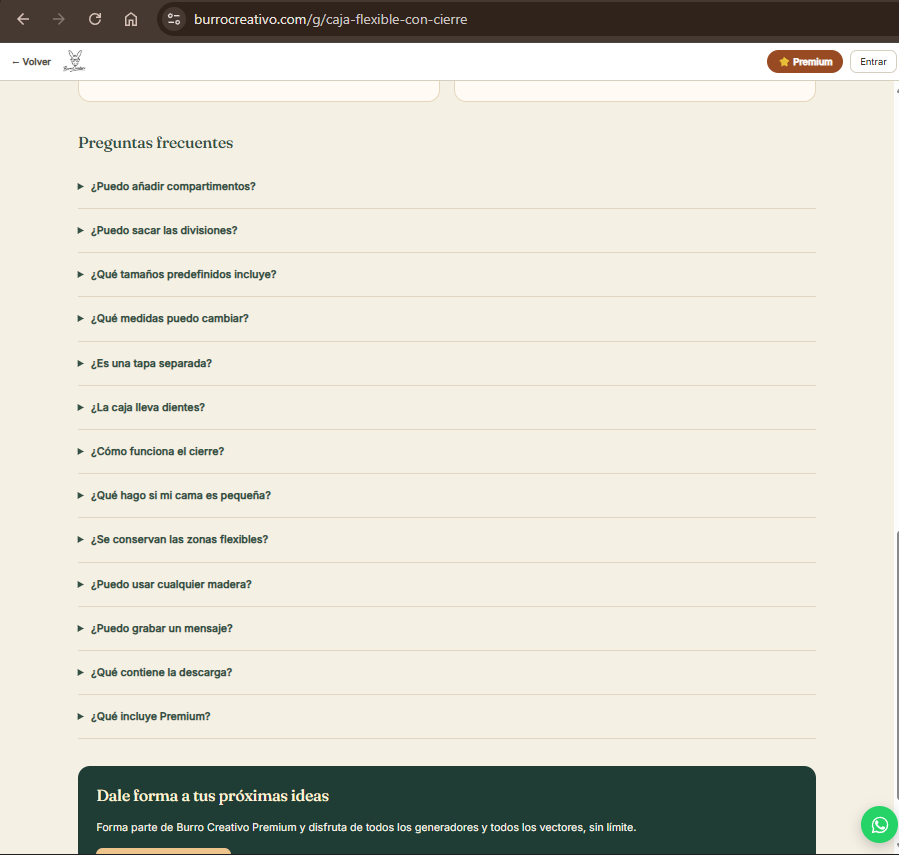 burrocreativo.com/g/caja-flexible-con-cierre
← Volver
Premium
Entrar
Preguntas frecuentes
¿Puedo añadir compartimentos?
¿Puedo sacar las divisiones?
¿Qué tamaños predefinidos incluye?
¿Qué medidas puedo cambiar?
¿Es una tapa separada?
¿La caja lleva dientes?
¿Cómo funciona el cierre?
¿Qué hago si mi cama es pequeña?
¿Se conservan las zonas flexibles?
¿Puedo usar cualquier madera?
¿Puedo grabar un mensaje?
¿Qué contiene la descarga?
¿Qué incluye Premium?
Dale forma a tus próximas ideas
Forma parte de Burro Creativo Premium y disfruta de todos los generadores y todos los vectores, sin límite.